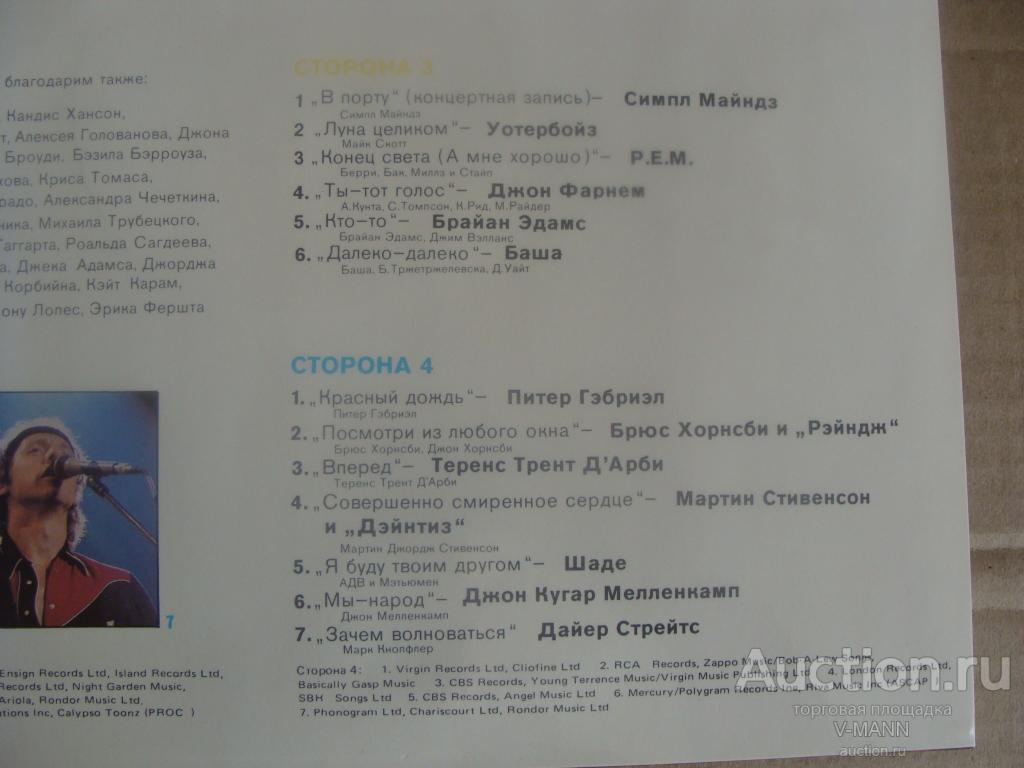 благодарим также:
Кандис Хансон,
т, Алексея Голованова, Джона
Броуди, Бэзила Бэрроуза,
хова, Криса Томаса,
радо, Александра Чечеткина,
ника, Михаила Трубецкого,
Таггарта, Роальда Сагдеева,
а, Джека Адамса, Джорджа
Корбийна, Кэйт Карам,
ону Лопес, Эрика Фершта
СТОРОНА 3
1 „В порту“ (концертная запись)– Симпл Майндз
Симпл Майндз
2 „Луна целиком“– Уотербойз
Майк Скотт
3 „Конец света (А мне хорошо)“– Р.Е.М.
Берри, Бак, Миллз и Стайп
4. „Ты–тот голос“– Джон Фарнем
А.Кунта, С.Томпсон, К.Рид, М.Райдер
5. „Кто–то“– Брайан Эдамс
Брайан Эдамс, Джим Вэлланс
6. „Далеко–далеко“– Баша
Баша, Б.Тржетржелевска, Д.Уайт
СТОРОНА 4
1. „Красный дождь“– Питер Гэбриэл
Питер Гэбриэл
2. „Посмотри из любого окна“– Брюс Хорнсби и „Рэйндж“
Брюс Хорнсби, Джон Хорнсби
3. „Вперед“– Теренс Трент Д'Арби
Теренс Трент Д'Арби
4. „Совершенно смиренное сердце“– Мартин Стивенсон
и „Дэйнтиз“
Мартин Джордж Стивенсон
5. „Я буду твоим другом“– Шаде
АДВ и Мэтьюмен
6. „Мы–народ“– Джон Кугар Мелленкамп
Джон Мелленкамп
7. „Зачем волноваться“ Дайер Стрейтс
Марк Кнопфлер
7
Ensign Records Ltd, Island Records Ltd,
Records Ltd, Night Garden Music,
Ariola, Rondor Music Ltd,
tions Inc, Calypso Toonz (PROC )
Сторона 4: 1. Virgin Records Ltd, Cliofine Ltd 2. RCA Records, Zappo Music/Bob-A-Lew Songs,
Basically Gasp Music 3. CBS Records, Young Terrence Music/Virgin Music Publishing Ltd 4. London Records Ltd,
SBH Songs Ltd 5. CBS Records, Angel Music Ltd 6. Mercury/Polygram Records Inc, Riva Music Inc (ASCAP )
7. Phonogram Ltd, Chariscourt Ltd, Rondor Music Ltd
Auction.ru
торговая площадка
V-MANN
auction.ru